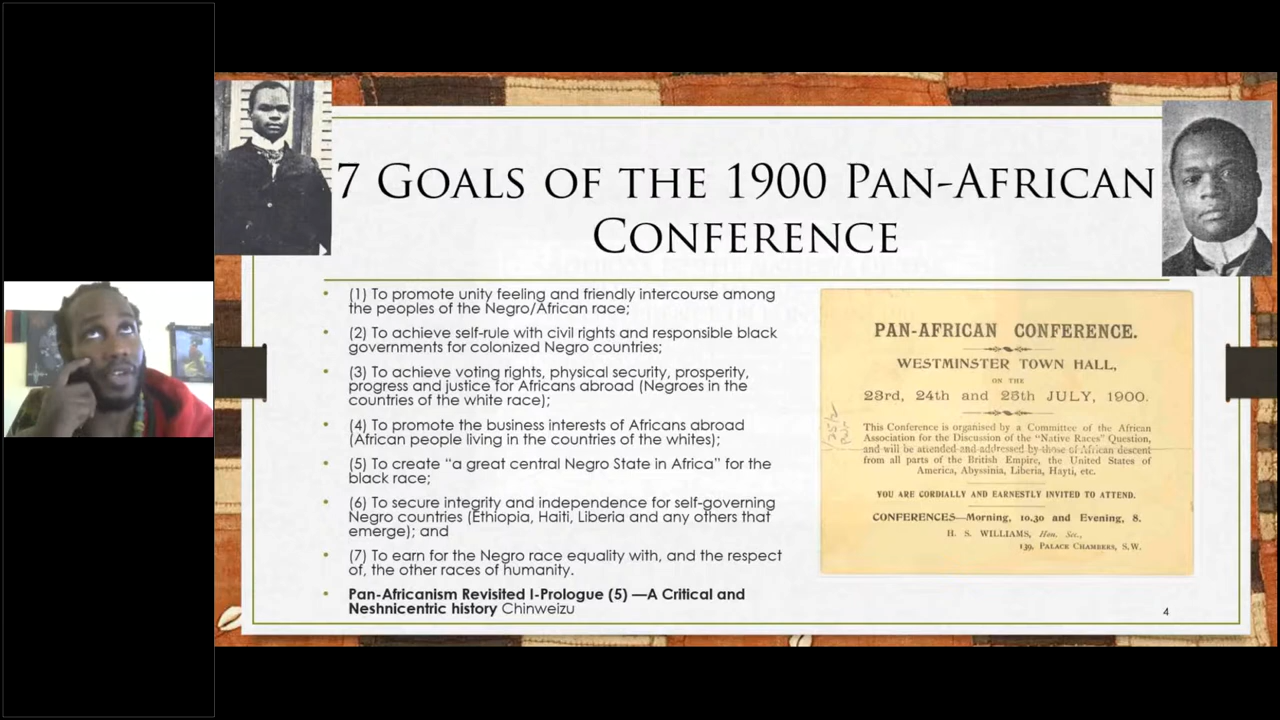 7 Goals of the 1900 Pan-African
Conference
(1) To promote unity feeling and friendly intercourse among
the peoples of the Negro/African race;
(2) To achieve self-rule with civil rights and responsible black
governments for colonized Negro countries;
(3) To achieve voting rights, physical security, prosperity,
progress and justice for Africans abroad (Negroes in the
countries of the white race);
(4) To promote the business interests of Africans abroad
(African people living in the countries of the whites);
(5) To create “a great central Negro State in Africa” for the
black race;
(6) To secure integrity and independence for self-governing
Negro countries (Ethiopia, Haiti, Liberia and any others that
emerge); and
(7) To earn for the Negro race equality with, and the respect
of, the other races of humanity.
Pan-Africanism Revisited I-Prologue (5) —A Critical and
Neshnicentric history Chinweizu
PAN-AFRICAN CONFERENCE.
WESTMINSTER TOWN HALL,
ON THE
23rd, 24th and 25th JULY, 1900.
This Conference is organised by a Committee of the African
Association for the Discussion of the “Native Races” Question,
and will be attended and addressed by those of African descent
from all parts of the British Empire, the United States of
America, Abyssinia, Liberia, Hayti, etc.
YOU ARE CORDIALLY AND EARNESTLY INVITED TO ATTEND.
CONFERENCES—Morning, 10.30 and Evening, 8.
H. S. WILLIAMS, Hon. Sec.,
139, PALACE CHAMBERS, S.W.
4